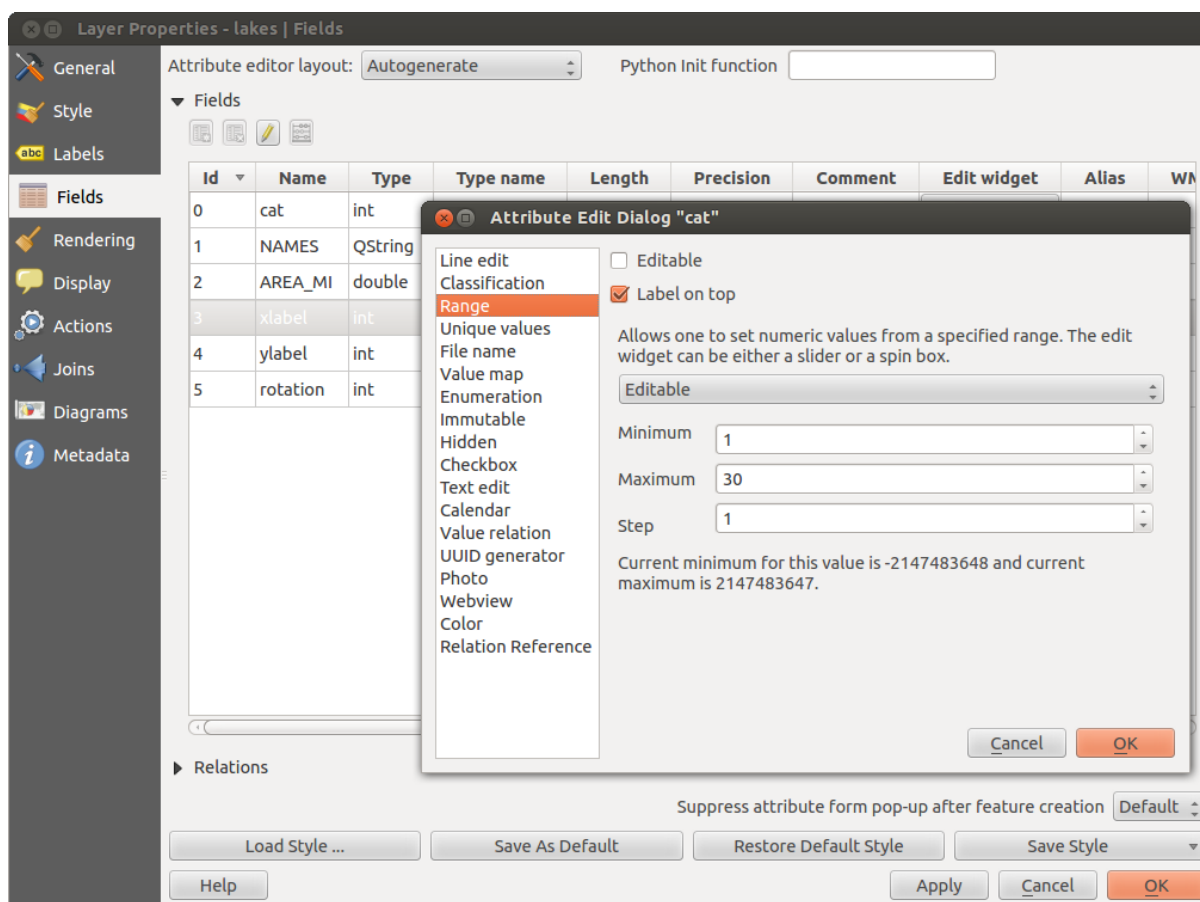 Layer Properties - lakes | Fields
General
Style
abc Labels
Fields
Rendering
Display
Actions
Joins
Diagrams
Metadata
Attribute editor layout: Autogenerate Python Init function
Fields
Id Name Type Type name Length Precision Comment Edit widget Alias
0 cat int
1 NAMES QString
2 AREA_MI double
3 xlabel int
4 ylabel int
5 rotation int
Attribute Edit Dialog "cat"
Line edit
Classification
Range
Unique values
File name
Value map
Enumeration
Immutable
Hidden
Checkbox
Text edit
Calendar
Value relation
UUID generator
Photo
Webview
Color
Relation Reference
Editable
Label on top
Allows one to set numeric values from a specified range. The edit
widget can be either a slider or a spin box.
Editable
Minimum 1
Maximum 30
Step 1
Current minimum for this value is -2147483648 and current
maximum is 2147483647.
Cancel OK
Relations
Suppress attribute form pop-up after feature creation Default
Load Style ... Save As Default Restore Default Style Save Style
Help Apply Cancel OK